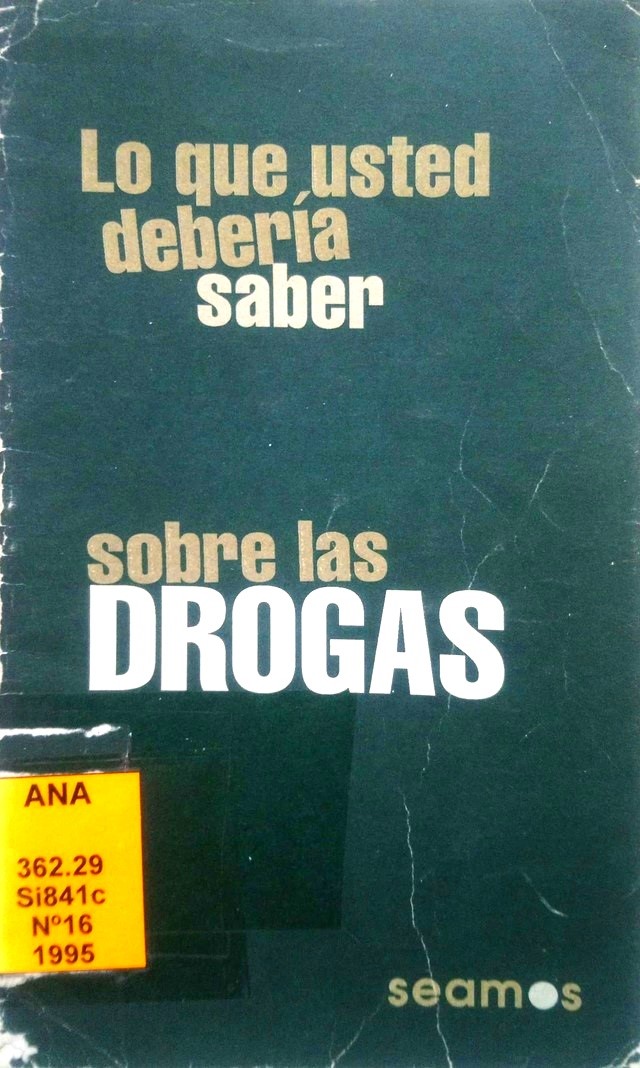 Lo que usted
debería
saber
sobre las
DROGAS
ANA
362.29
Si841c
Nº16
1995
seamos